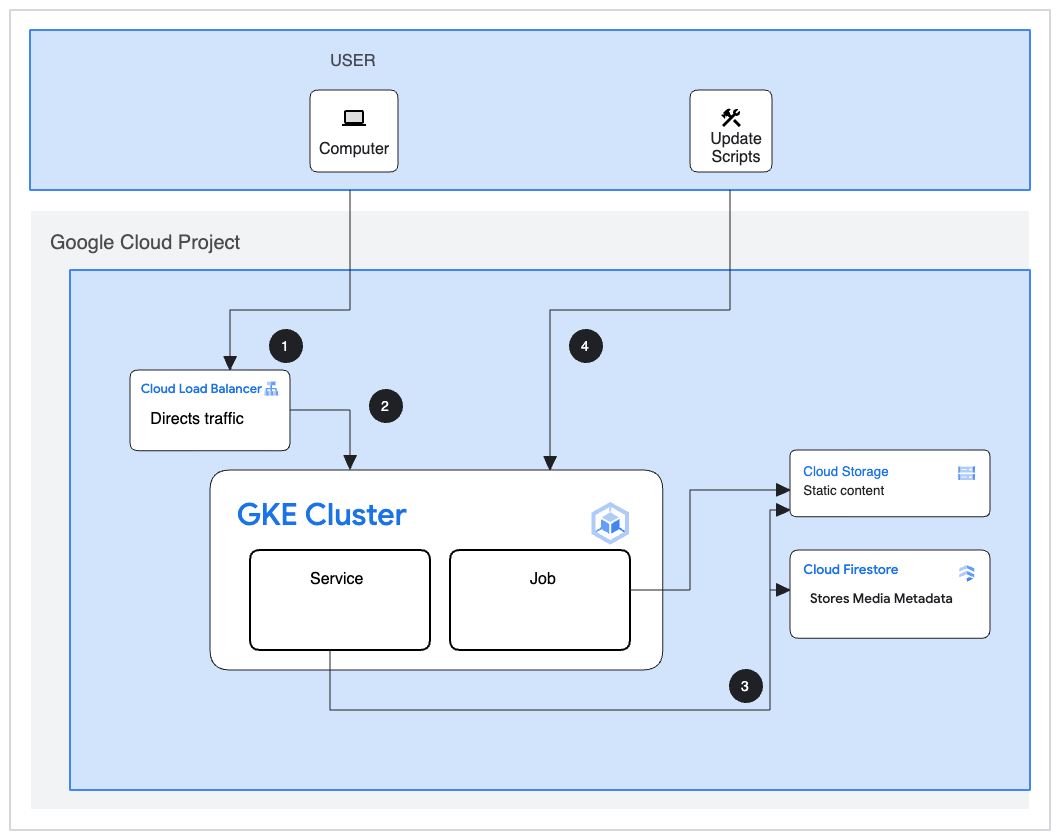 USER
Computer
Update
Scripts
Google Cloud Project
1
4
Cloud Load Balancer
Directs traffic
2
GKE Cluster
Service
Job
Cloud Storage
Static content
Cloud Firestore
Stores Media Metadata
3